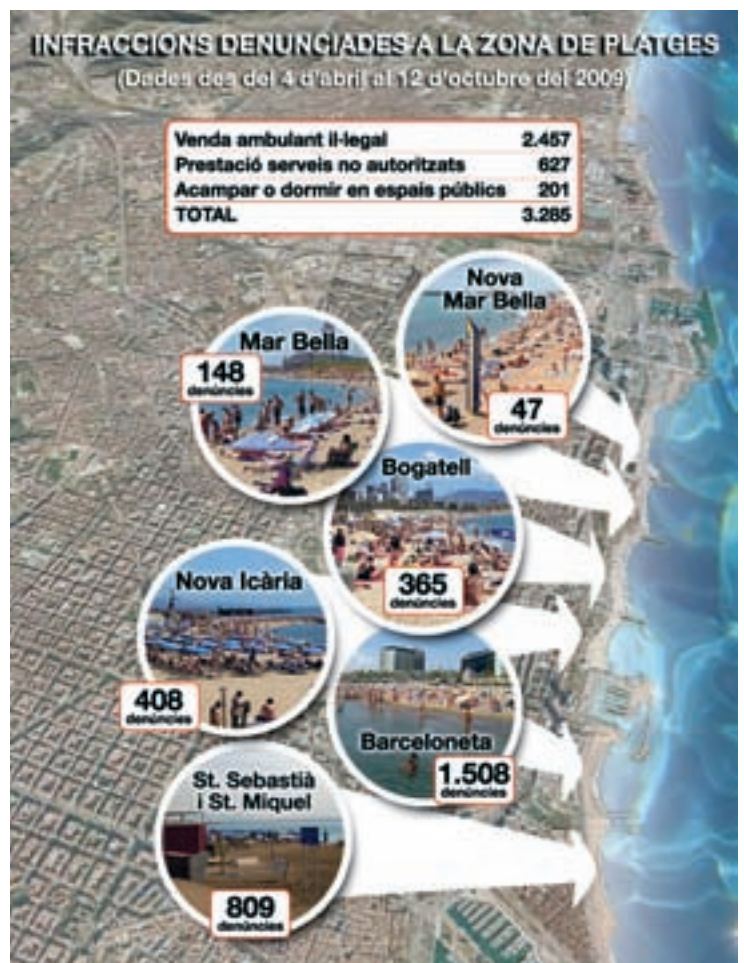 INFRACCIONS DENUNCIADES A LA ZONA DE PLATGES
(Dades des del 4 d'abril al 12 d'octubre del 2009)
Venda ambulant il·legal 2.457
Prestació serveis no autoritzats 627
Acampar o dormir en espais públics 201
TOTAL 3.285
Nova
Mar Bella
47
denúncies
Mar Bella
148
denúncies
Bogatell
365
denúncies
Nova Icària
408
denúncies
Barceloneta
1.508
denúncies
St. Sebastià
i St. Miquel
809
denúncies